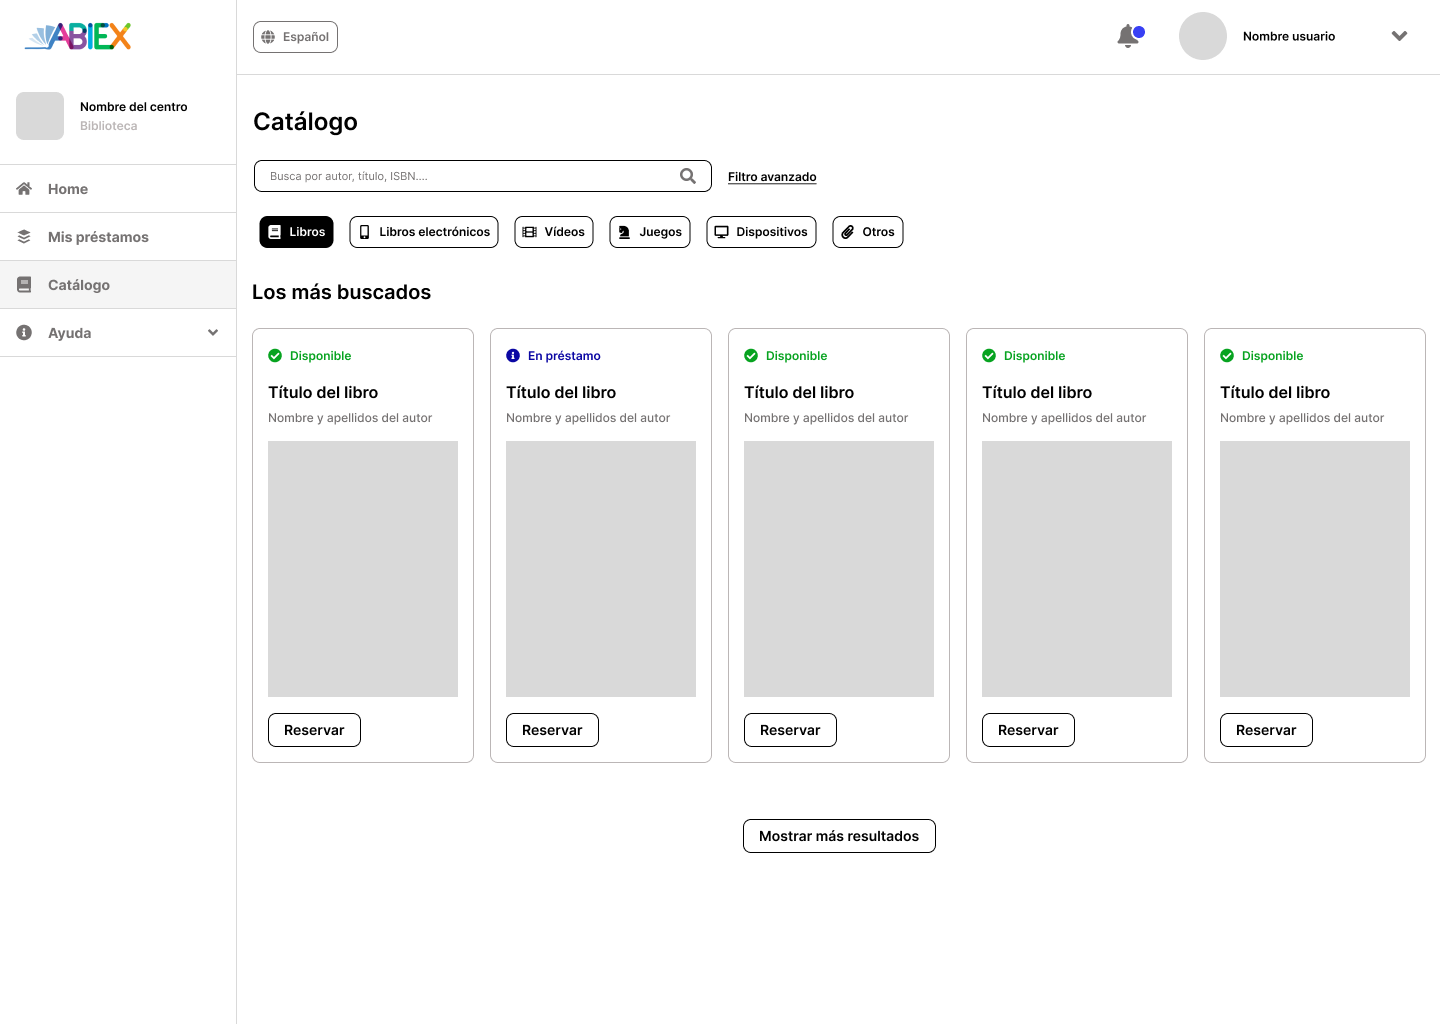 ABIEX
Español
Nombre usuario
Nombre del centro
Biblioteca
Home
Mis préstamos
Catálogo
Ayuda
Catálogo
Busca por autor, título, ISBN....
Filtro avanzado
Libros
Libros electrónicos
Vídeos
Juegos
Dispositivos
Otros
Los más buscados
Disponible
Título del libro
Nombre y apellidos del autor
Reservar
En préstamo
Título del libro
Nombre y apellidos del autor
Reservar
Disponible
Título del libro
Nombre y apellidos del autor
Reservar
Disponible
Título del libro
Nombre y apellidos del autor
Reservar
Disponible
Título del libro
Nombre y apellidos del autor
Reservar
Mostrar más resultados